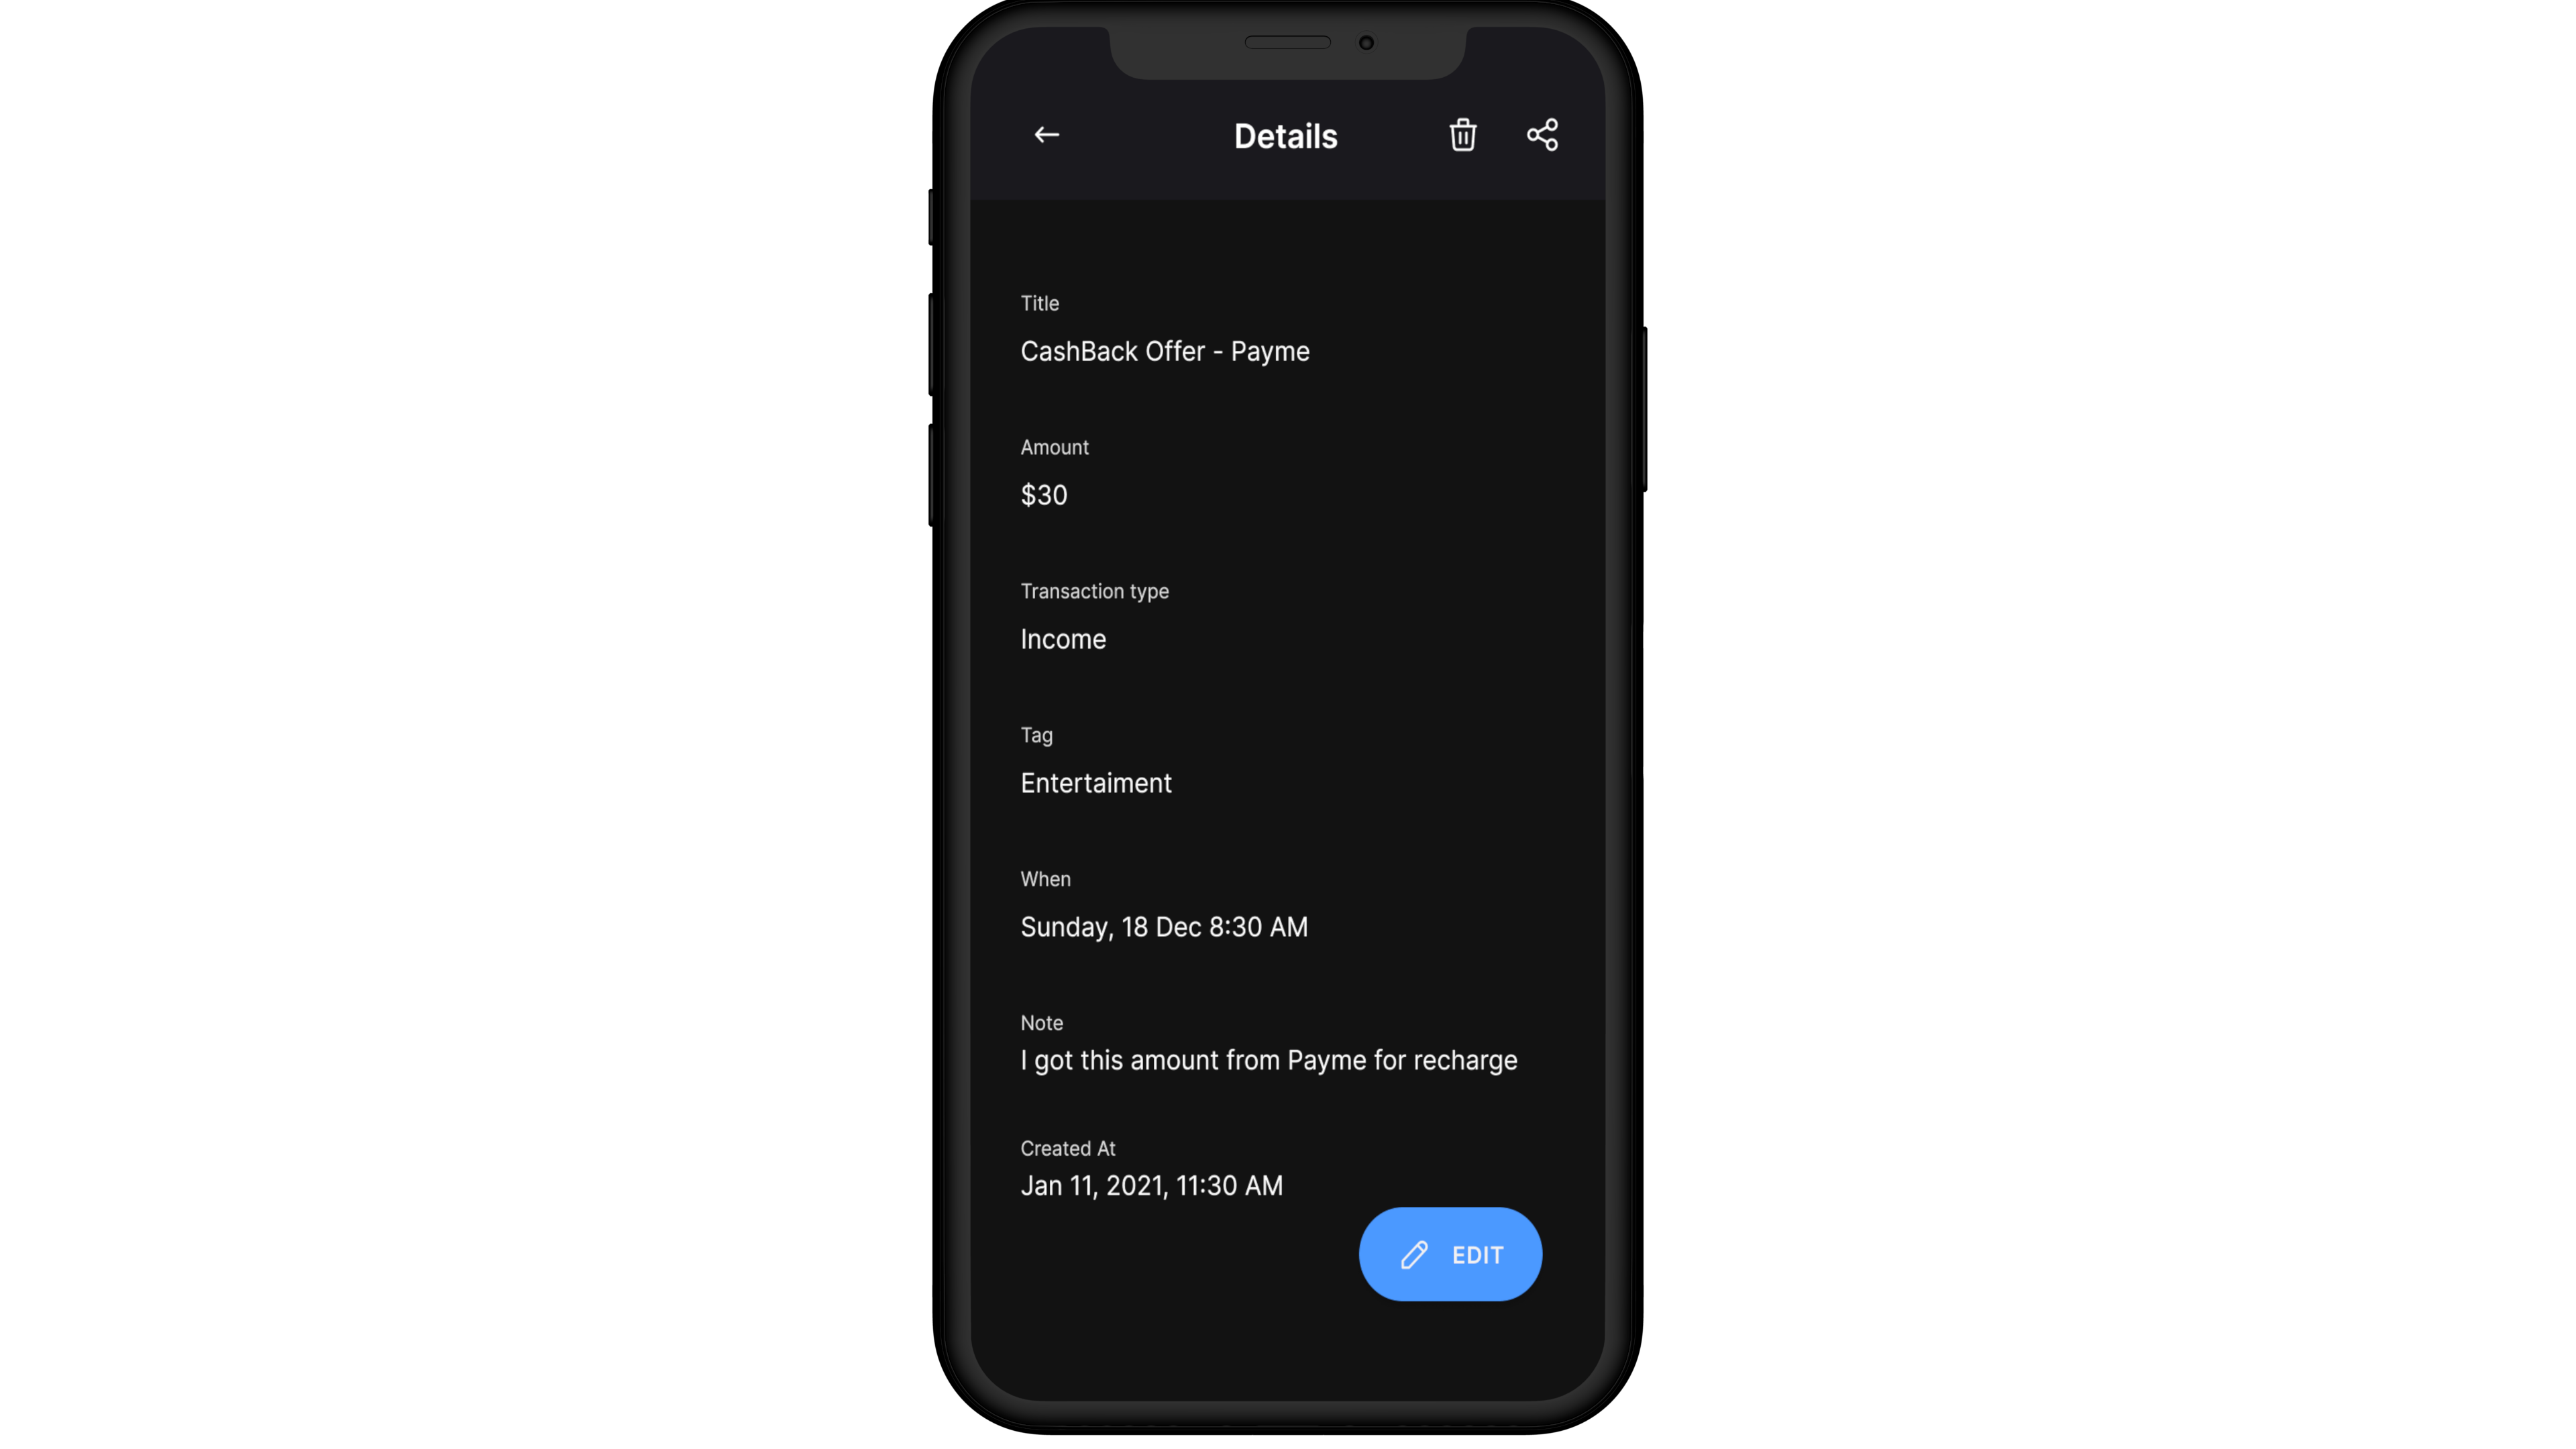 Details
Title
CashBack Offer - Payme
Amount
$30
Transaction type
Income
Tag
Entertaiment
When
Sunday, 18 Dec 8:30 AM
Note
I got this amount from Payme for recharge
Created At
Jan 11, 2021, 11:30 AM
EDIT